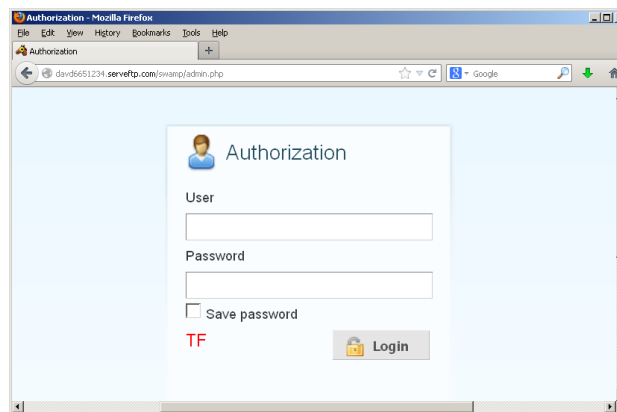 Authorization - Mozilla Firefox
File Edit View History Bookmarks Tools Help
Authorization +
davd6651234.serveftp.com/swamp/admin.php Google
Authorization
User
Password
Save password
TF Login